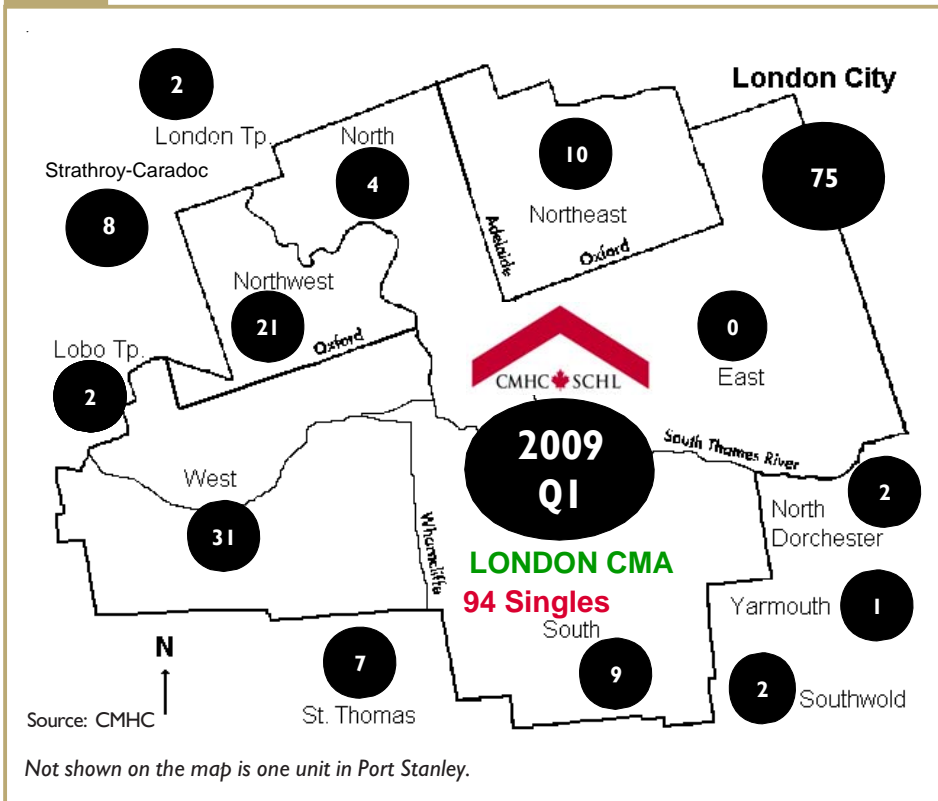 London City
2
London Tp.
North
10
Strathroy-Caradoc
4
75
8
Northeast
Adelaide
Oxford
Northwest
21
Oxford
0
Lobo Tp.
CMHC SCHL
East
2
2009
Q1
South Thames River
West
2
North
Dorchester
31
Wharncliffe
LONDON CMA
94 Singles
Yarmouth
1
South
N
7
9
2
Southwold
St. Thomas
Source: CMHC
Not shown on the map is one unit in Port Stanley.